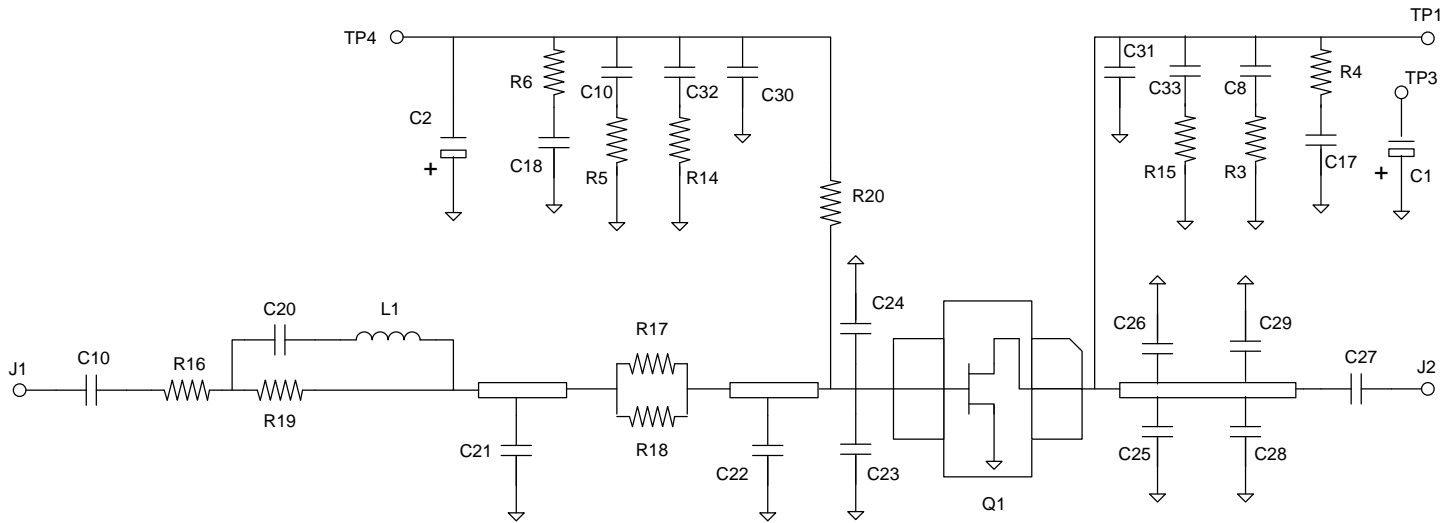 TP1
TP4
C31
R6
C10
C32
C30
C33
C8
R4
TP3
C2
C18
R5
R14
R15
R3
C17
C1
+
+
R20
C24
C20
L1
R17
C26
C29
J1
C10
R16
C27
J2
R19
C21
R18
C22
C23
C25
C28
Q1